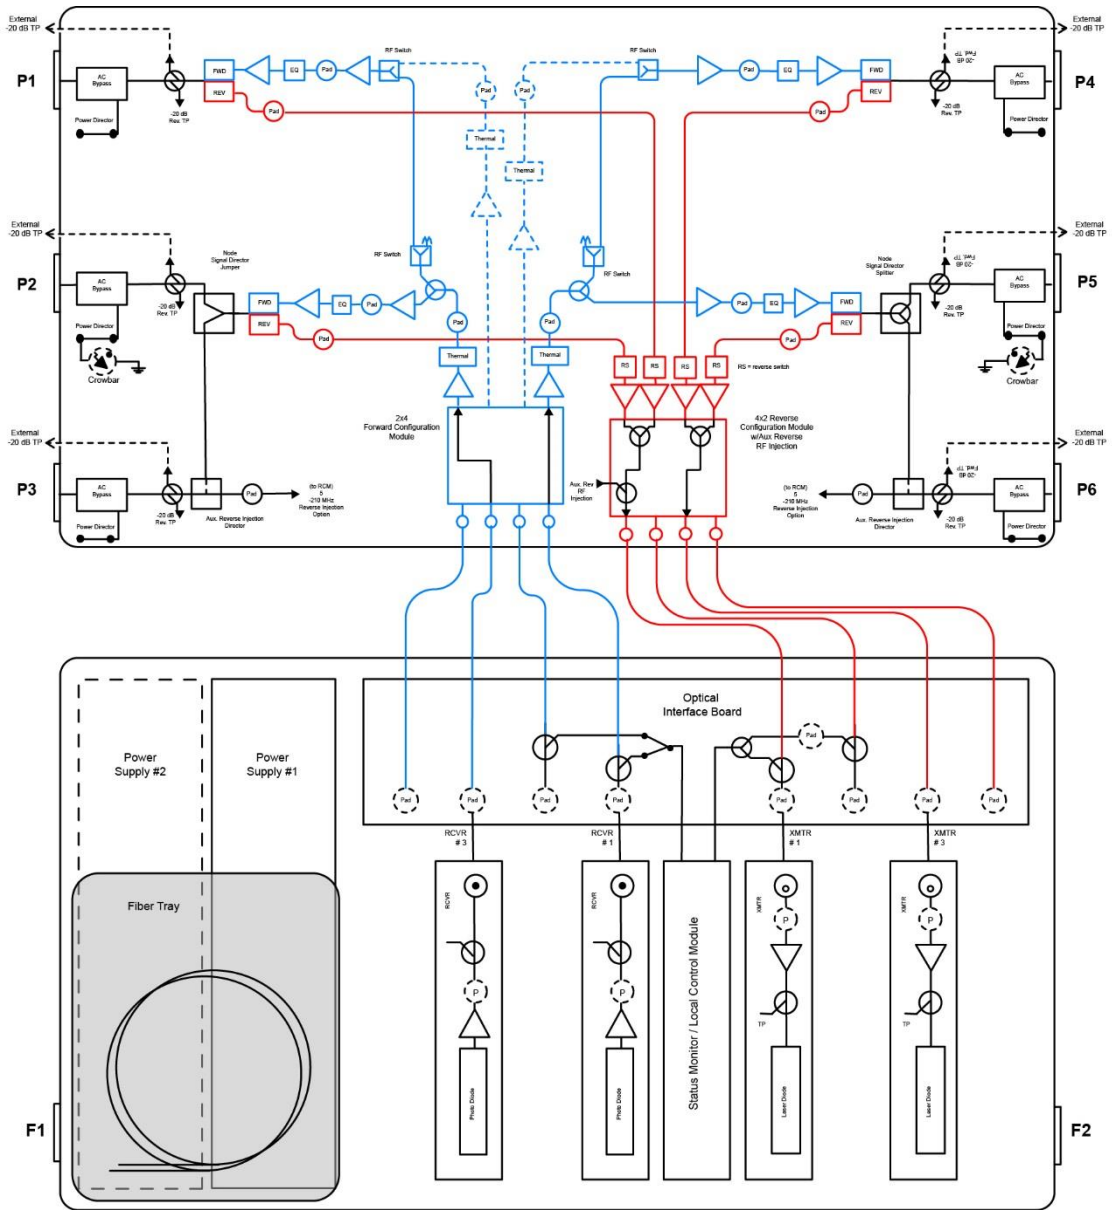 External
-20 dB TP
P1
AC
Bypass
Power Director
-20 dB
Rev. TP
FWD
REV
EQ
Pad
Pad
RF Switch
Pad
Thermal
Pad
Thermal
RF Switch
Pad
EQ
FWD
REV
Pad
External
-20 dB TP
Fwd. TP
-20 dB
AC
Bypass
Power Director
P4
External
-20 dB TP
P2
AC
Bypass
Power Director
Crowbar
-20 dB
Rev. TP
Node
Signal Director
Jumper
FWD
REV
EQ
Pad
Pad
RF Switch
Pad
Thermal
RF Switch
Pad
Thermal
Pad
EQ
FWD
REV
Pad
Node
Signal Director
Splitter
External
-20 dB TP
Fwd. TP
-20 dB
AC
Bypass
Power Director
Crowbar
P5
RS
RS
RS
RS
RS = reverse switch
2x4
Forward Configuration
Module
4x2 Reverse
Configuration Module
w/Aux Reverse
RF Injection
Aux. Rev
RF
Injection
External
-20 dB TP
P3
AC
Bypass
Power Director
-20 dB
Rev. TP
Pad
Aux. Reverse Injection
Director
(to RCM)
5
-210 MHz
Reverse Injection
Option
(to RCM)
5
-210 MHz
Reverse Injection
Option
Pad
Aux. Reverse Injection
Director
External
-20 dB TP
Fwd. TP
-20 dB
AC
Bypass
Power Director
P6
Power
Supply #2
Power
Supply #1
Fiber Tray
F1
Optical
Interface Board
Pad
Pad
Pad
Pad
Pad
Pad
Pad
Pad
Pad
RCVR
# 3
RCVR
# 1
XMTR
# 1
XMTR
# 3
RCVR
P
Photo Diode
RCVR
P
Photo Diode
Status Monitor / Local Control Module
XMTR
P
TP
Laser Diode
XMTR
P
TP
Laser Diode
F2